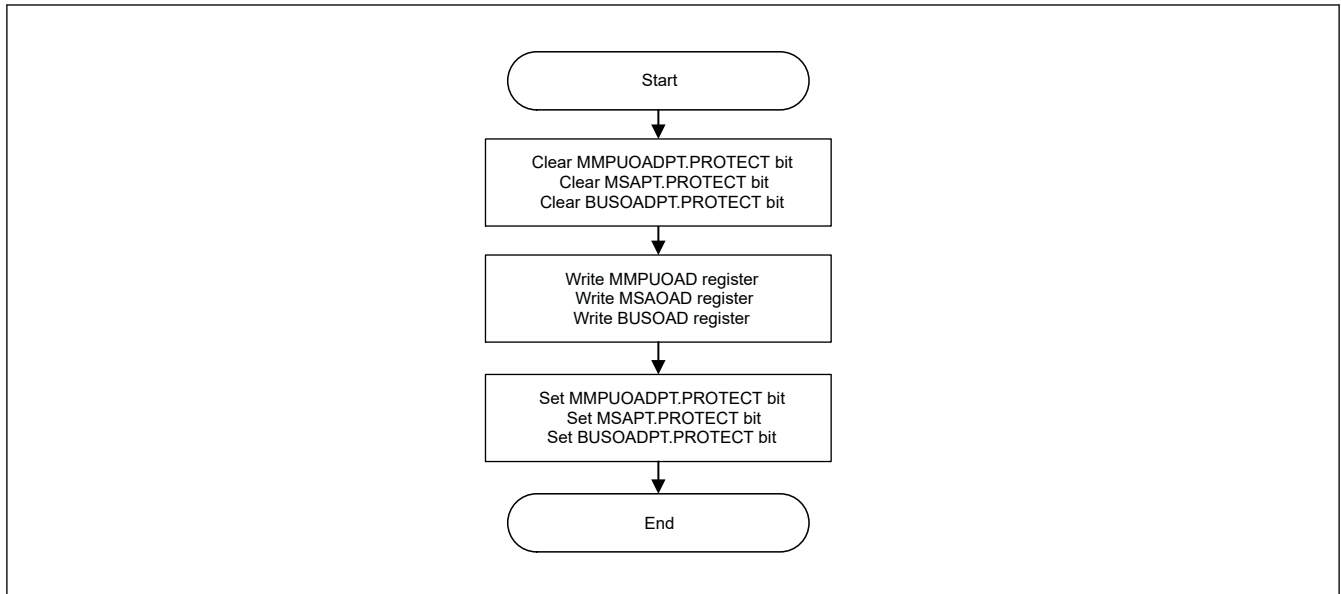 Start
Clear MMPUOADPT.PROTECT bit
Clear MSAPT.PROTECT bit
Clear BUSOADPT.PROTECT bit
Write MMPUOAD register
Write MSAOAD register
Write BUSOAD register
Set MMPUOADPT.PROTECT bit
Set MSAPT.PROTECT bit
Set BUSOADPT.PROTECT bit
End